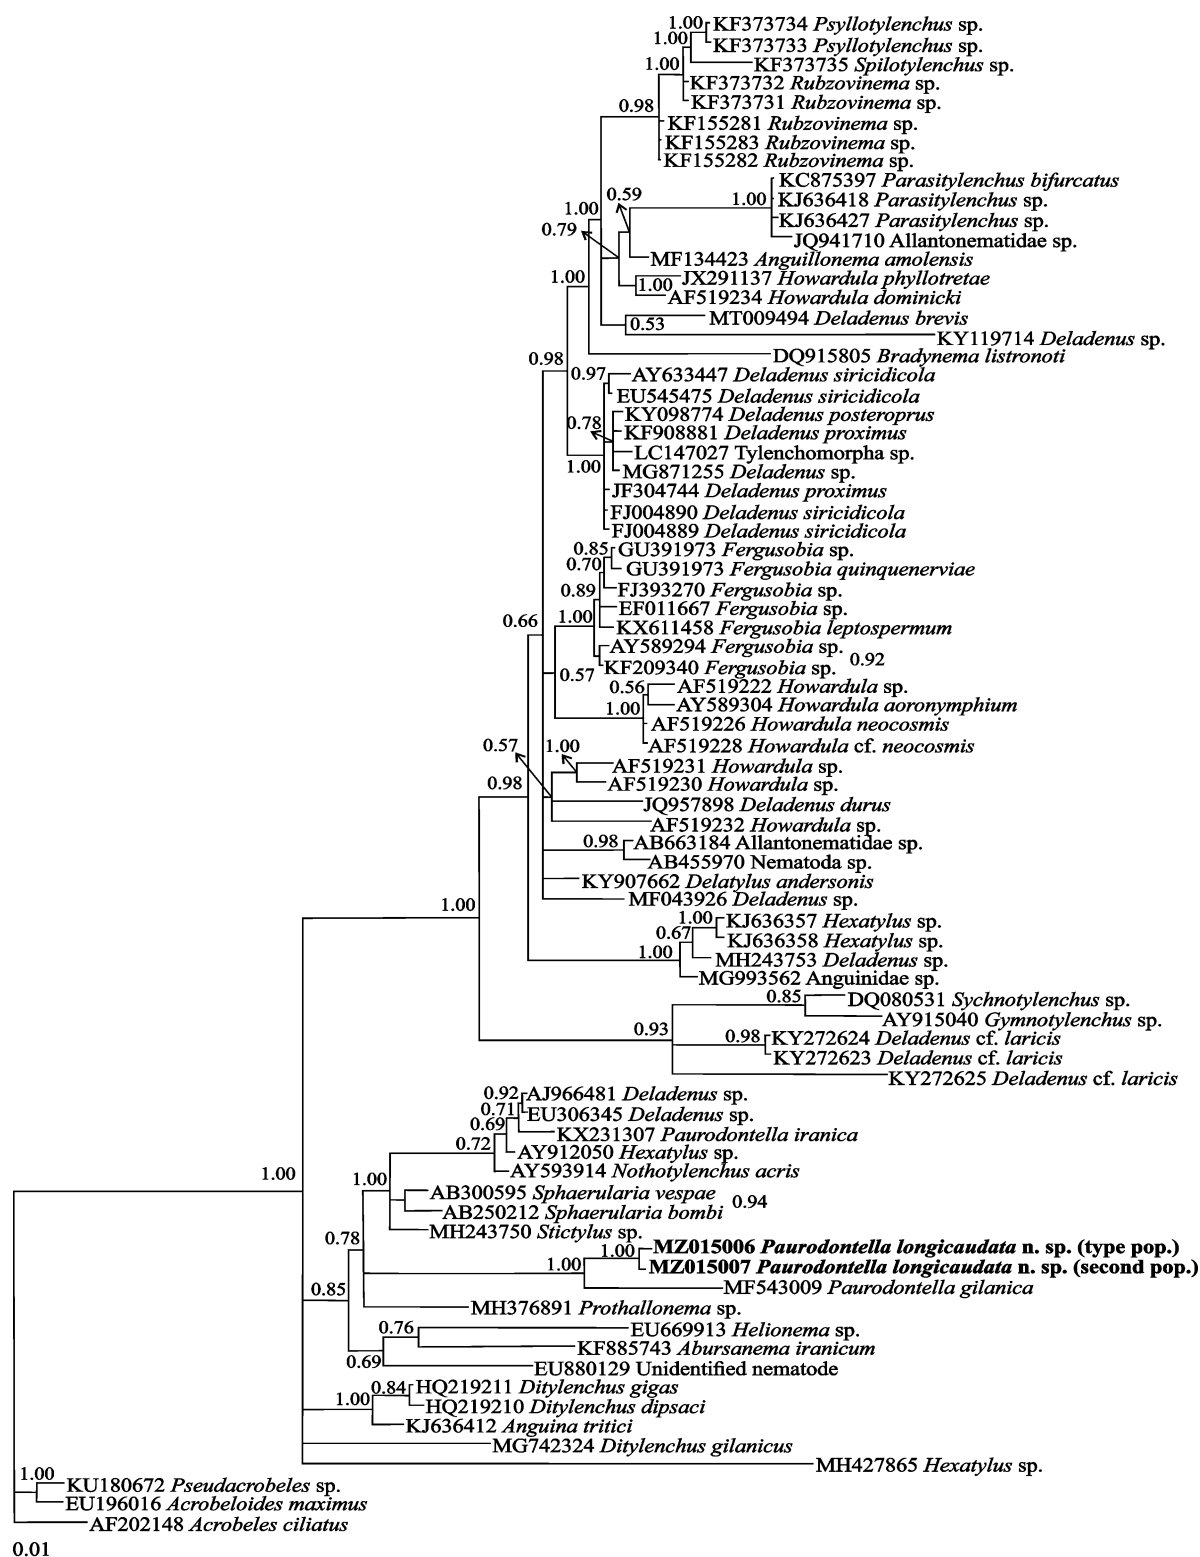 1.00 KF373734 Psyllotylenchus sp.
1.00 KF373733 Psyllotylenchus sp.
1.00 KF373735 Spilotylenchus sp.
KF373732 Rubzovinema sp.
0.98 KF373731 Rubzovinema sp.
KF155281 Rubzovinema sp.
KF155283 Rubzovinema sp.
KF155282 Rubzovinema sp.
KC875397 Parasitylenchus bifurcatus
0.59 1.00 KJ636418 Parasitylenchus sp.
1.00 KJ636427 Parasitylenchus sp.
0.79 JQ941710 Allantonematidae sp.
MF134423 Anguillonema amolensis
1.00 JX291137 Howardula phyllotretae
1.00 AF519234 Howardula dominicki
MT009494 Deladenus brevis
0.53 KY119714 Deladenus sp.
0.98 DQ915805 Bradynema listronoti
0.97 AY633447 Deladenus siricidicola
EU545475 Deladenus siricidicola
KY098774 Deladenus posteroprus
0.78 KF908881 Deladenus proximus
LC147027 Tylenchomorpha sp.
1.00 MG871255 Deladenus sp.
JF304744 Deladenus proximus
FJ004890 Deladenus siricidicola
FJ004889 Deladenus siricidicola
0.85 GU391973 Fergusobia sp.
0.70 GU391973 Fergusobia quinquenerviae
0.89 FJ393270 Fergusobia sp.
EF011667 Fergusobia sp.
0.66 1.00 KX611458 Fergusobia leptospermum
AY589294 Fergusobia sp.
KF209340 Fergusobia sp. 0.92
0.57
0.56 AF519222 Howardula sp.
1.00 AY589304 Howardula aoronymphium
AF519226 Howardula neocosmis
0.57 1.00 AF519228 Howardula cf. neocosmis
AF519231 Howardula sp.
0.98 AF519230 Howardula sp.
JQ957898 Deladenus durus
AF519232 Howardula sp.
0.98 AB663184 Allantonematidae sp.
AB455970 Nematoda sp.
KY907662 Delatylus andersonis
MF043926 Deladenus sp.
1.00 1.00 KJ636357 Hexatylus sp.
0.67 KJ636358 Hexatylus sp.
1.00 MH243753 Deladenus sp.
MG993562 Anguinidae sp.
0.85 DQ080531 Sychnotylenchus sp.
AY915040 Gymnotylenchus sp.
0.93 0.98 KY272624 Deladenus cf. laricis
KY272623 Deladenus cf. laricis
KY272625 Deladenus cf. laricis
0.92 AJ966481 Deladenus sp.
0.71 EU306345 Deladenus sp.
0.69 KX231307 Paurodontella iranica
0.72 AY912050 Hexatylus sp.
1.00 AY593914 Nothotylenchus acris
1.00 AB300595 Sphaerularia vespae 0.94
AB250212 Sphaerularia bombi
MH243750 Stictylus sp.
0.78 1.00 MZ015006 Paurodontella longicaudata n. sp. (type pop.)
1.00 MZ015007 Paurodontella longicaudata n. sp. (second pop.)
0.85 MF543009 Paurodontella gilanica
MH376891 Prothallonema sp.
0.76 EU669913 Helionema sp.
KF885743 Abursanema iranicum
0.69 EU880129 Unidentified nematode
0.84 HQ219211 Ditylenchus gigas
1.00 HQ219210 Ditylenchus dipsaci
KJ636412 Anguina tritici
MG742324 Ditylenchus gilanicus
MH427865 Hexatylus sp.
1.00 KU180672 Pseudacrobeles sp.
EU196016 Acrobeloides maximus
AF202148 Acrobeles ciliatus
0.01